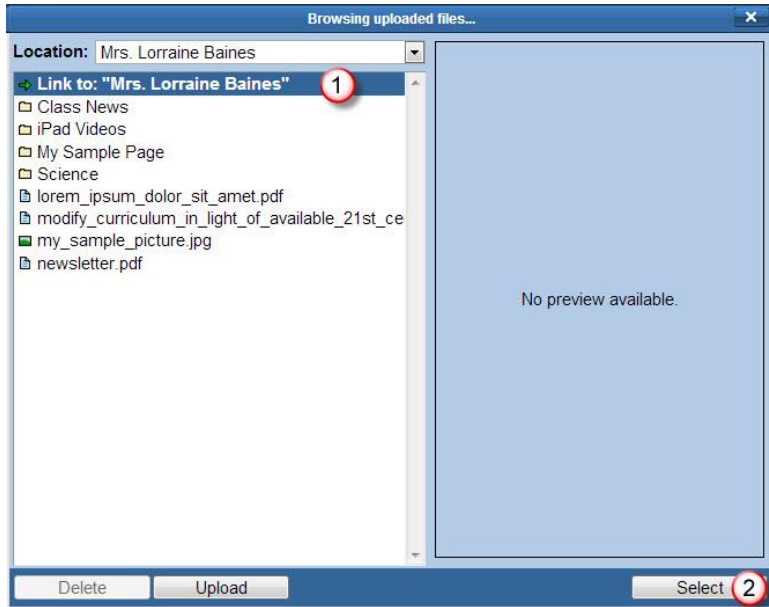 Browsing uploaded files...
Location: Mrs. Lorraine Baines
Link to: "Mrs. Lorraine Baines" 1
Class News
iPad Videos
My Sample Page
Science
lorem_ipsum_dolor_sit_amet.pdf
modify_curriculum_in_light_of_available_21st_ce
my_sample_picture.jpg
newsletter.pdf
No preview available.
Delete Upload Select 2